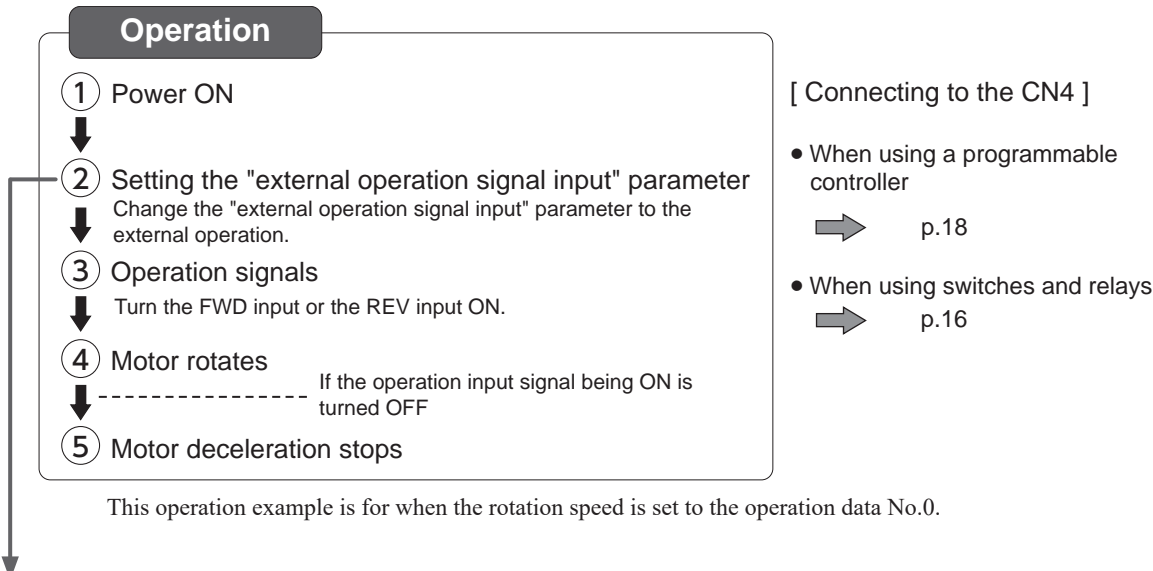 Operation
1 Power ON
2 Setting the "external operation signal input" parameter
Change the "external operation signal input" parameter to the
external operation.
3 Operation signals
Turn the FWD input or the REV input ON.
4 Motor rotates
If the operation input signal being ON is
turned OFF
5 Motor deceleration stops
[ Connecting to the CN4 ]
• When using a programmable
controller
p.18
• When using switches and relays
p.16
This operation example is for when the rotation speed is set to the operation data No.0.